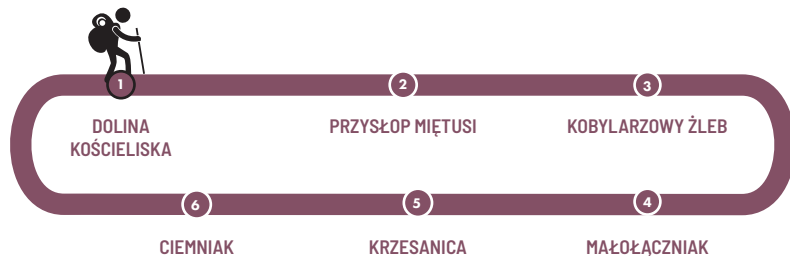 1
2
3
DOLINA
KOŚCIELISKA
PRZYSŁOP MIĘTUSI
KOBYLARZOWY ŻLEB
6
5
4
CIEMNIAK
KRZESANICA
MAŁOŁĄCZNIAK